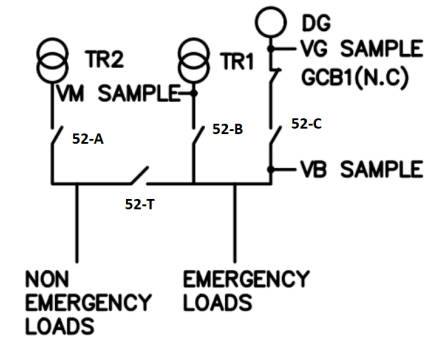 DG
VG SAMPLE
TR2
TR1
GCB1(N.C)
VM SAMPLE
52-A
52-B
52-C
VB SAMPLE
52-T
NON
EMERGENCY
LOADS
EMERGENCY
LOADS